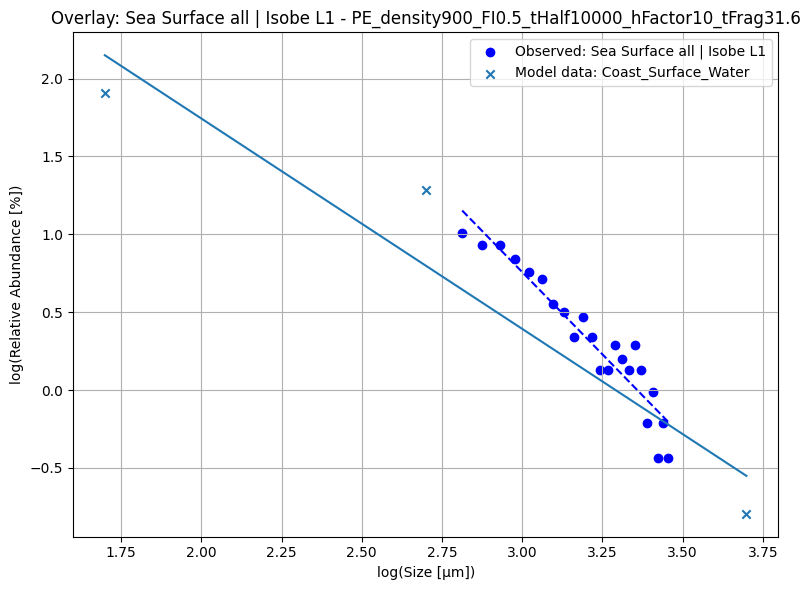 Overlay: Sea Surface all | Isobe L1 - PE_density900_FI0.5_tHalf10000_hFactor10_tFrag31.6
Observed: Sea Surface all | Isobe L1
Model data: Coast_Surface_Water
log(Relative Abundance [%])
2.0
1.5
1.0
0.5
0.0
−0.5
1.75 2.00 2.25 2.50 2.75 3.00 3.25 3.50 3.75
log(Size [µm])